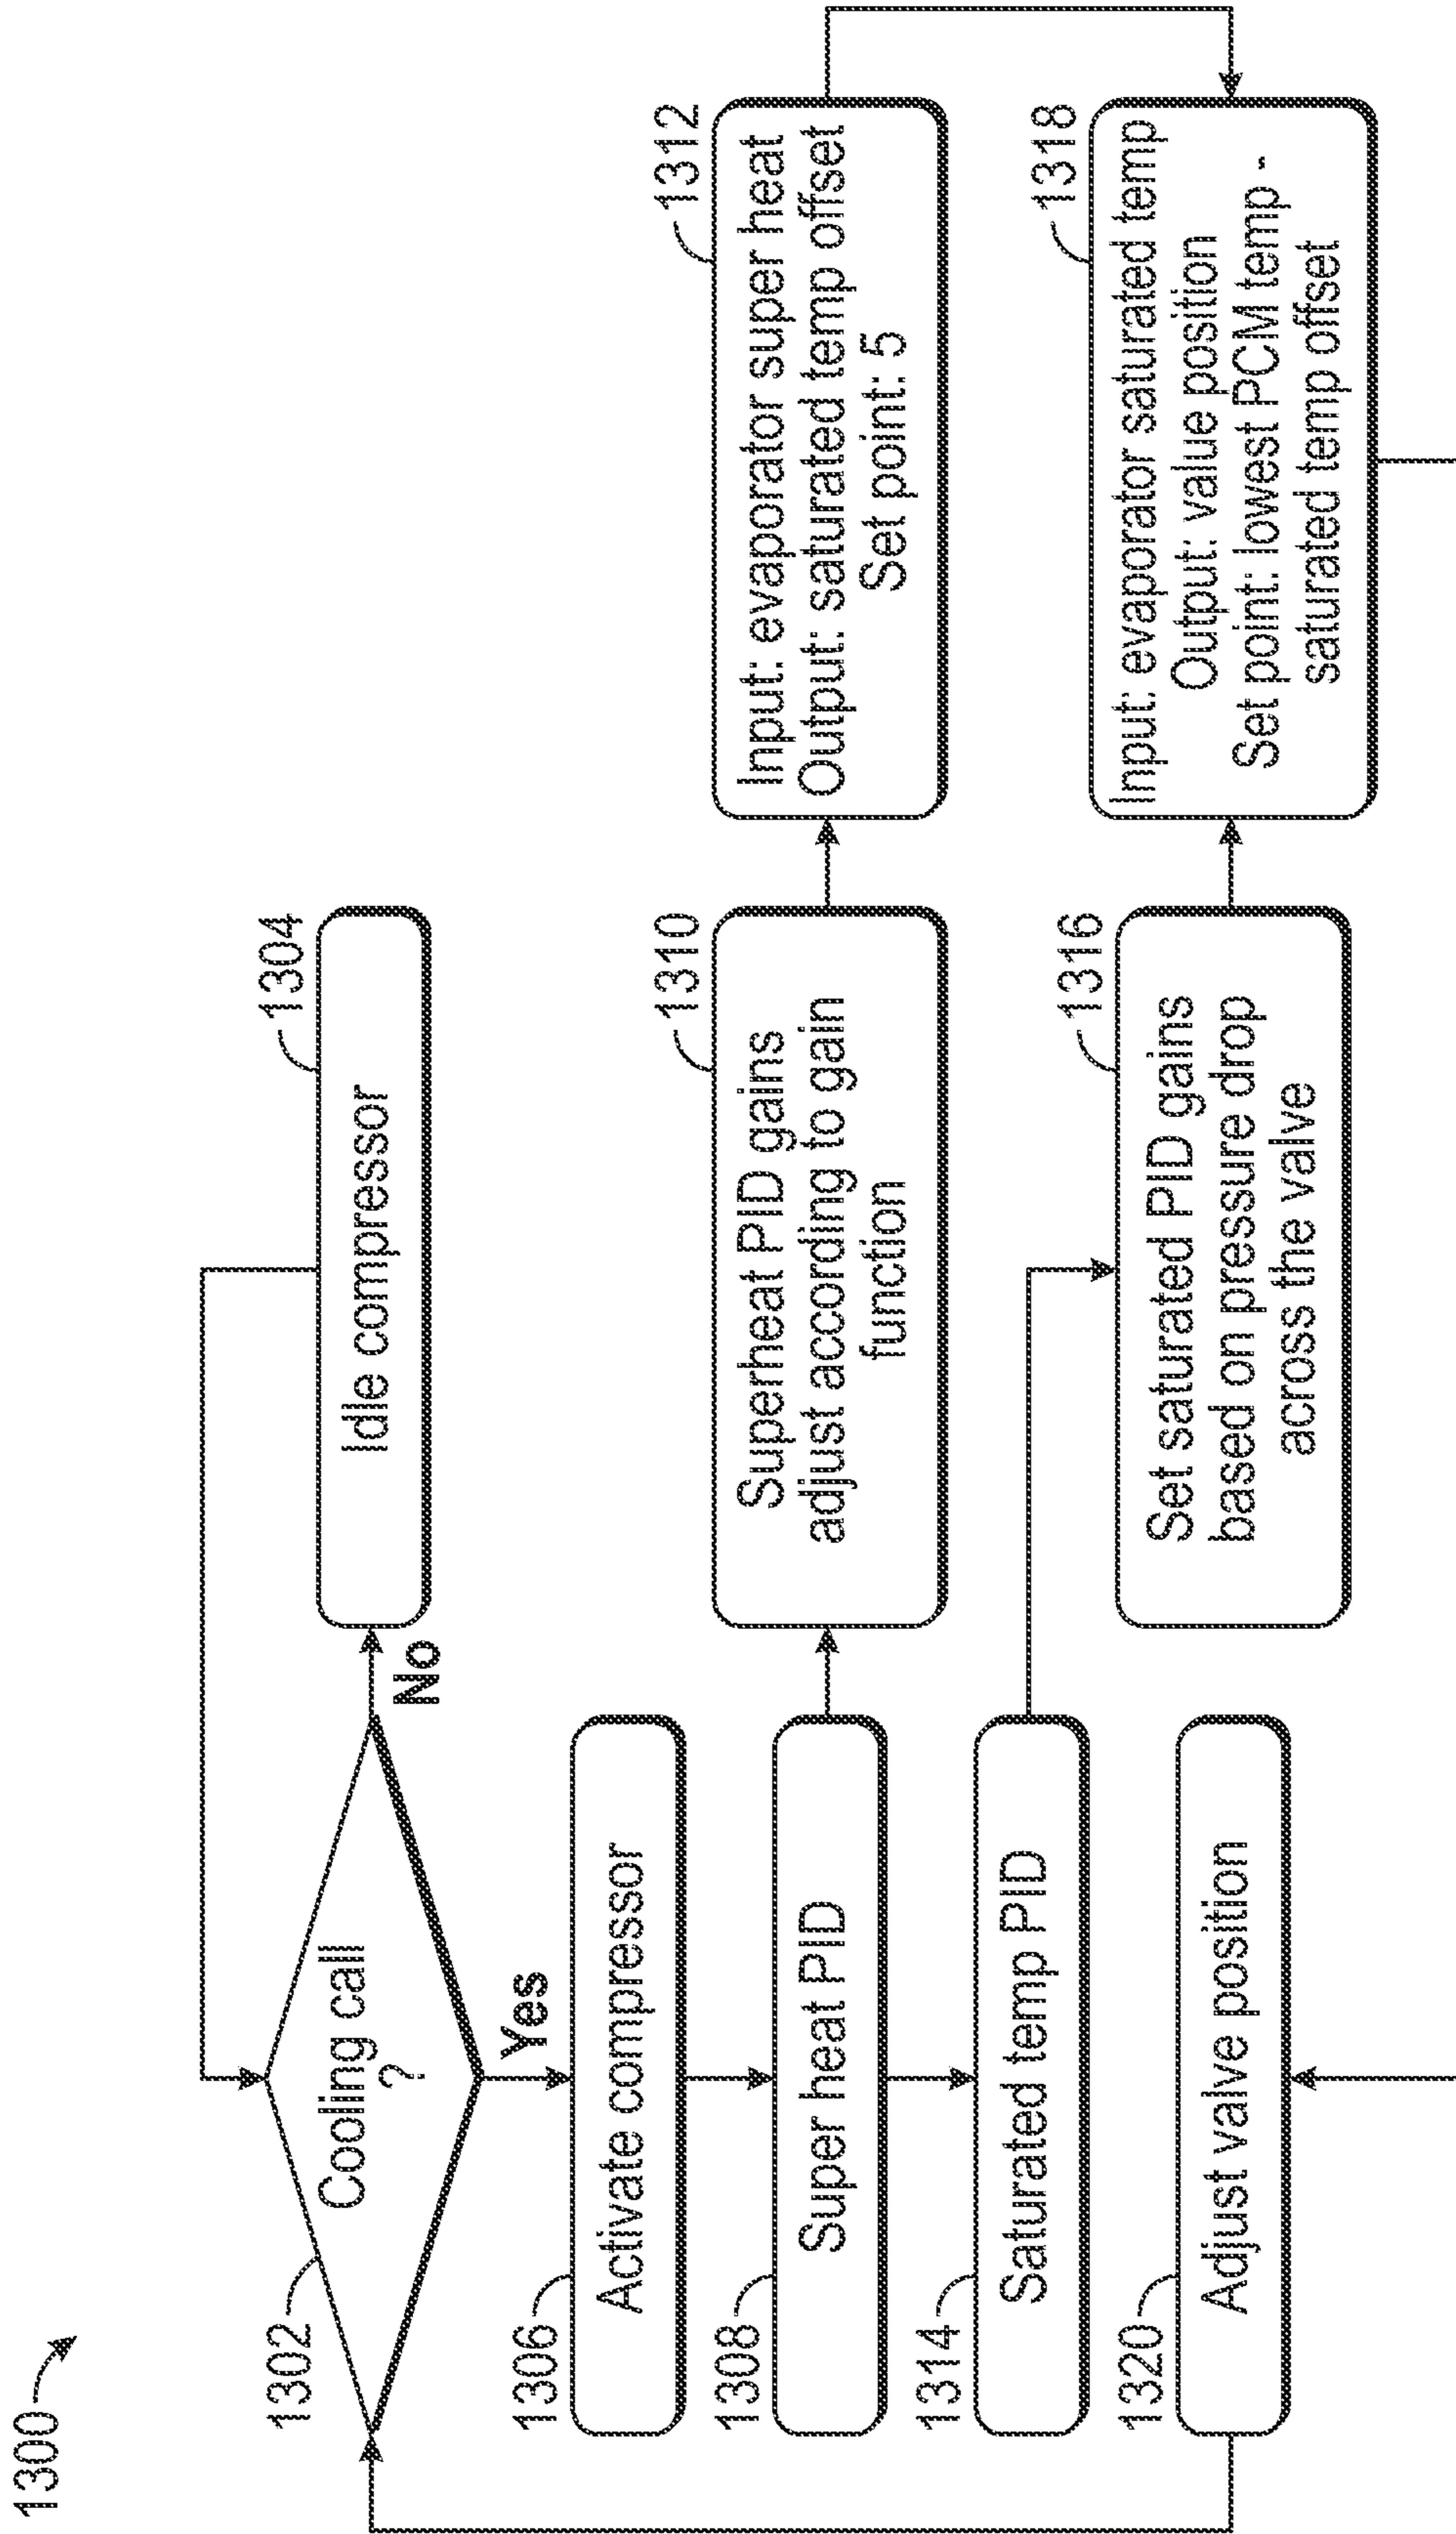 1300
1302
Cooling call
?
No
1304
Idle compressor
Yes
1306
Activate compressor
1308
Super heat PID
1310
Superheat PID gains
adjust according to gain
function
1312
Input: evaporator super heat
Output: saturated temp offset
Set point: 5
1314
Saturated temp PID
1316
Set saturated PID gains
based on pressure drop
across the valve
1318
Input: evaporator saturated temp
Output: value position
Set point: lowest PCM temp -
saturated temp offset
1320
Adjust valve position